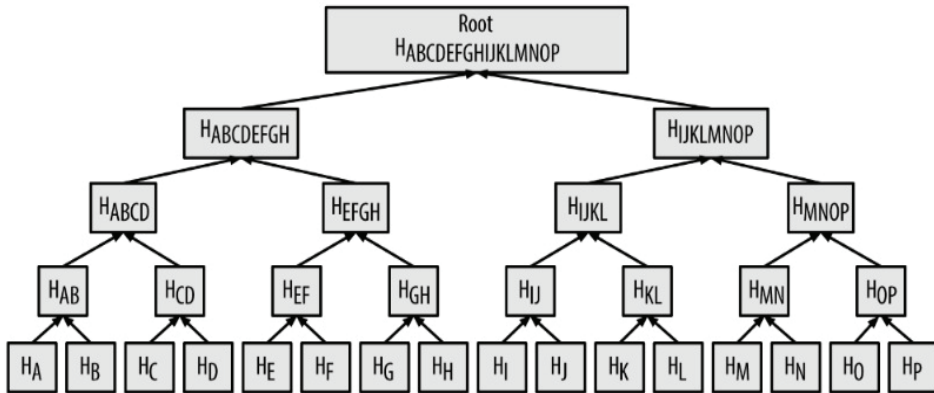 Root
HABCDEFGHIJKLMNOP
HABCDEFGH
HIJKLMNOP
HABCD
HEFGH
HIJKL
HMNOP
HAB
HCD
HEF
HGH
HIJ
HKL
HMN
HOP
HA
HB
HC
HD
HE
HF
HG
HH
HI
HJ
HK
HL
HM
HN
HO
HP